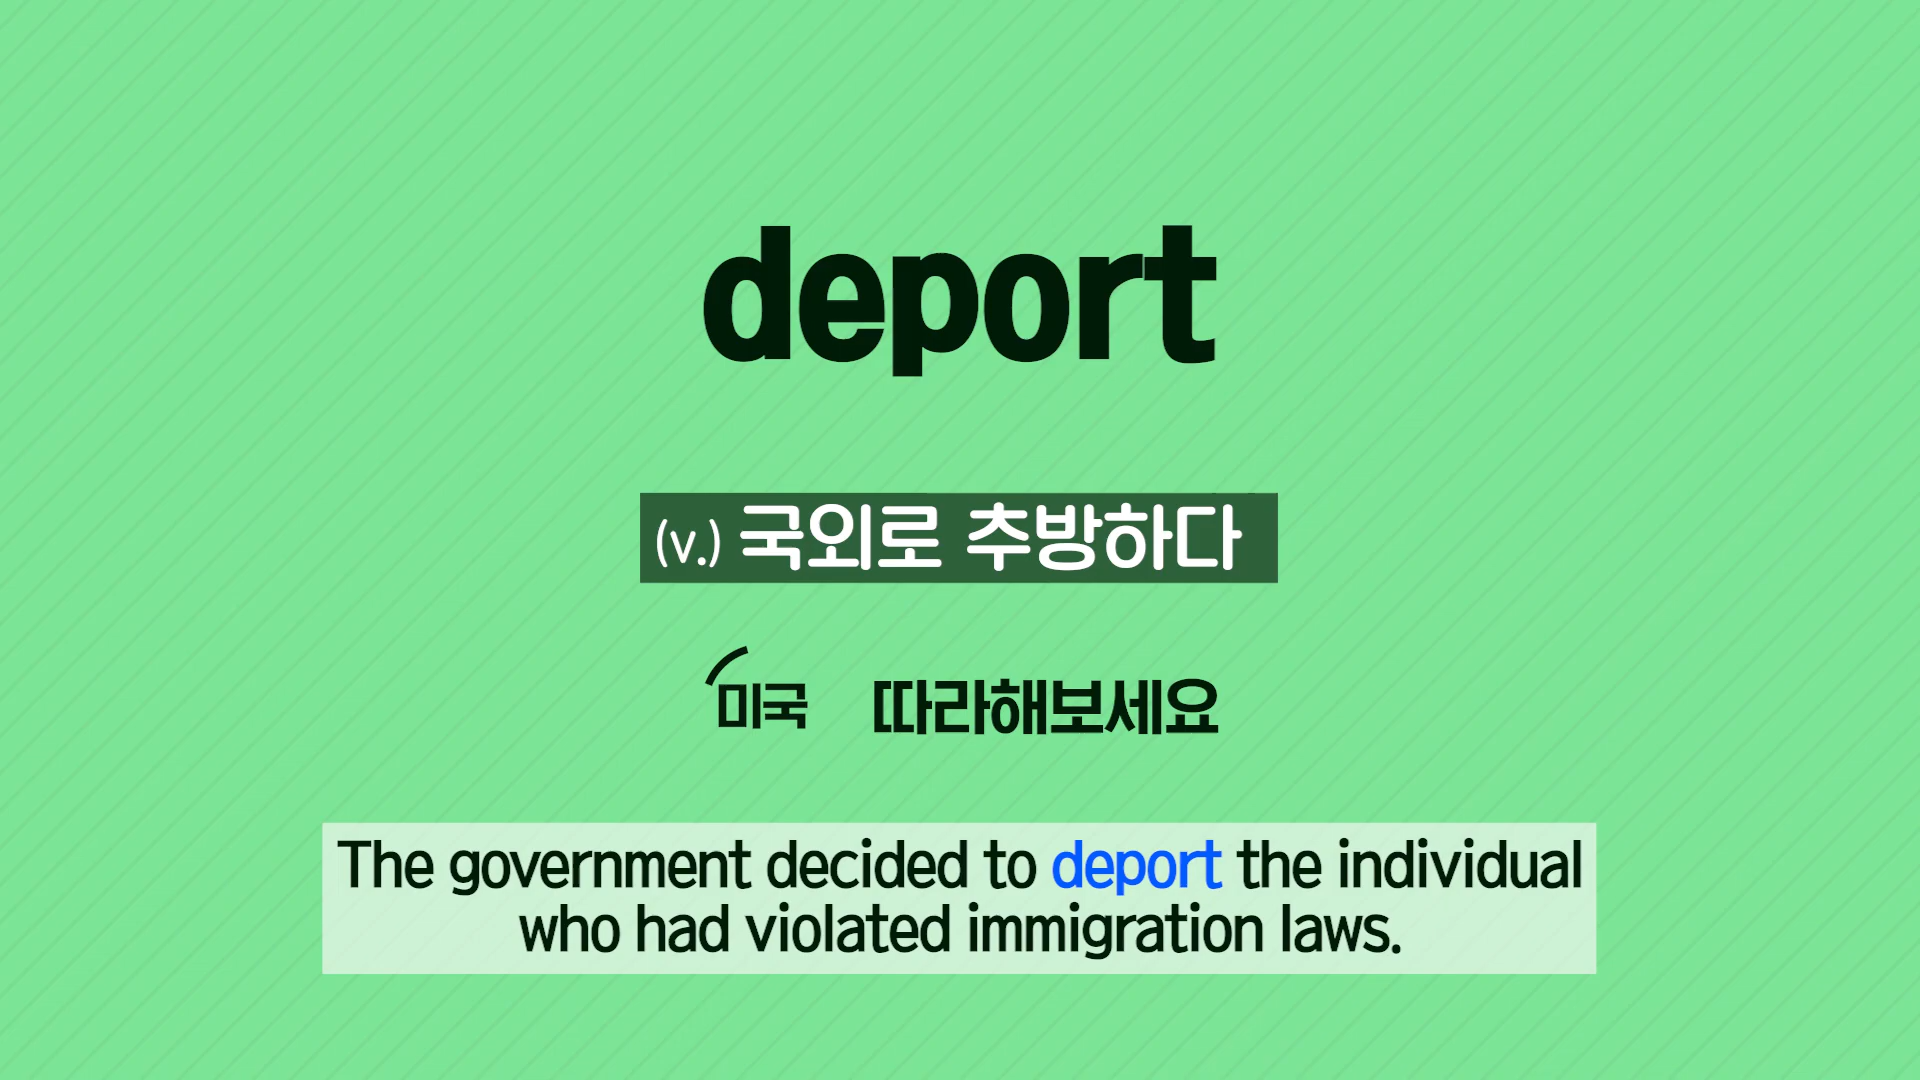 deport
(v.) 국외로 추방하다
미국 따라해보세요
The government decided to deport the individual
who had violated immigration laws.